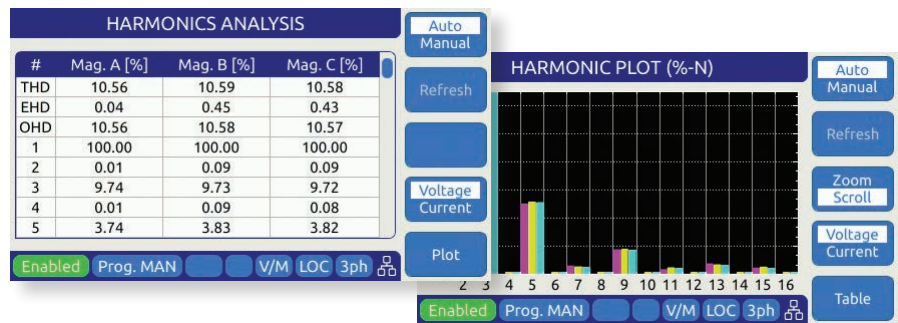 HARMONICS ANALYSIS
Auto
Manual
# Mag. A [%] Mag. B [%] Mag. C [%]
THD 10.56 10.59 10.58
EHD 0.04 0.45 0.43
OHD 10.56 10.58 10.57
1 100.00 100.00 100.00
2 0.01 0.09 0.09
3 9.74 9.73 9.72
4 0.01 0.09 0.08
5 3.74 3.83 3.82
Refresh
Voltage
Current
Plot
Enabled Prog. MAN V/M LOC 3ph
HARMONIC PLOT (%-N)
Auto
Manual
Refresh
Zoom
Scroll
Voltage
Current
Table
2 3 4 5 6 7 8 9 10 11 12 13 14 15 16
Enabled Prog. MAN V/M LOC 3ph